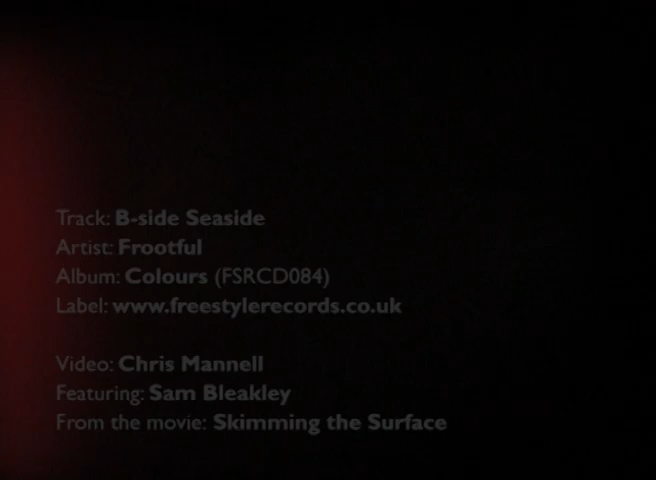 Track: B-side Seaside
Artist: Frootful
Album: Colours (FSRCD084)
Label: www.freestylerecords.co.uk
Video: Chris Mannell
Featuring: Sam Bleakley
From the movie: Skimming the Surface